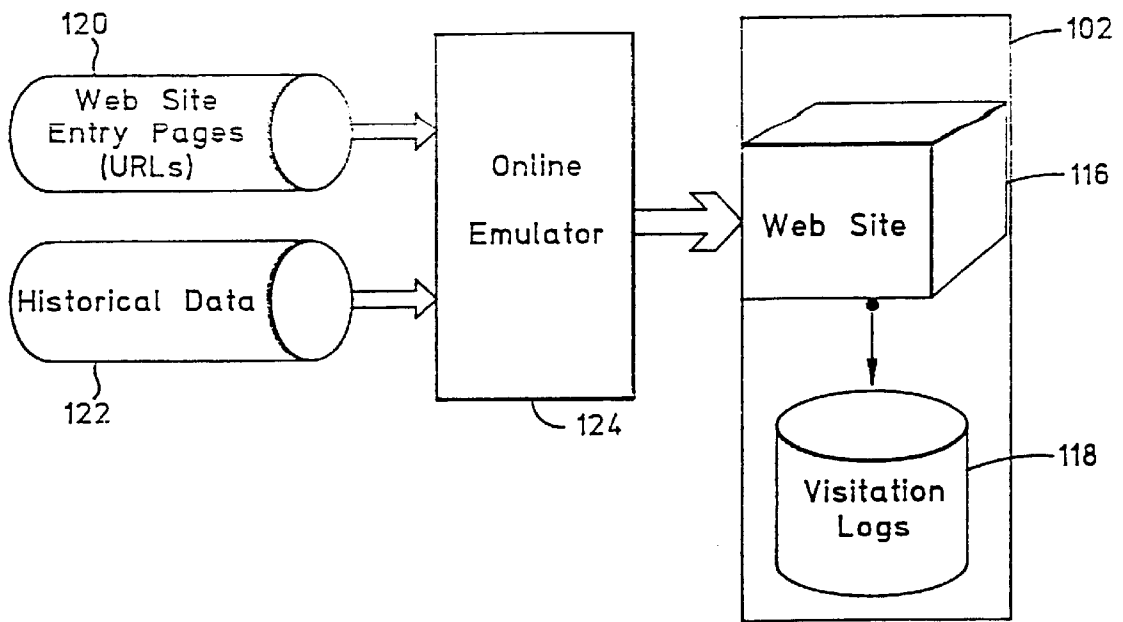 120
Web Site
Entry Pages
(URLs)
Historical Data
122
Online
Emulator
124
102
Web Site
116
Visitation
Logs
118